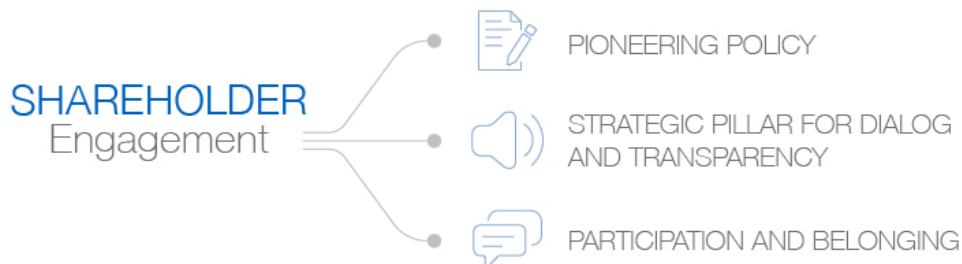 SHAREHOLDER
Engagement
PIONEERING POLICY
STRATEGIC PILLAR FOR DIALOG
AND TRANSPARENCY
PARTICIPATION AND BELONGING